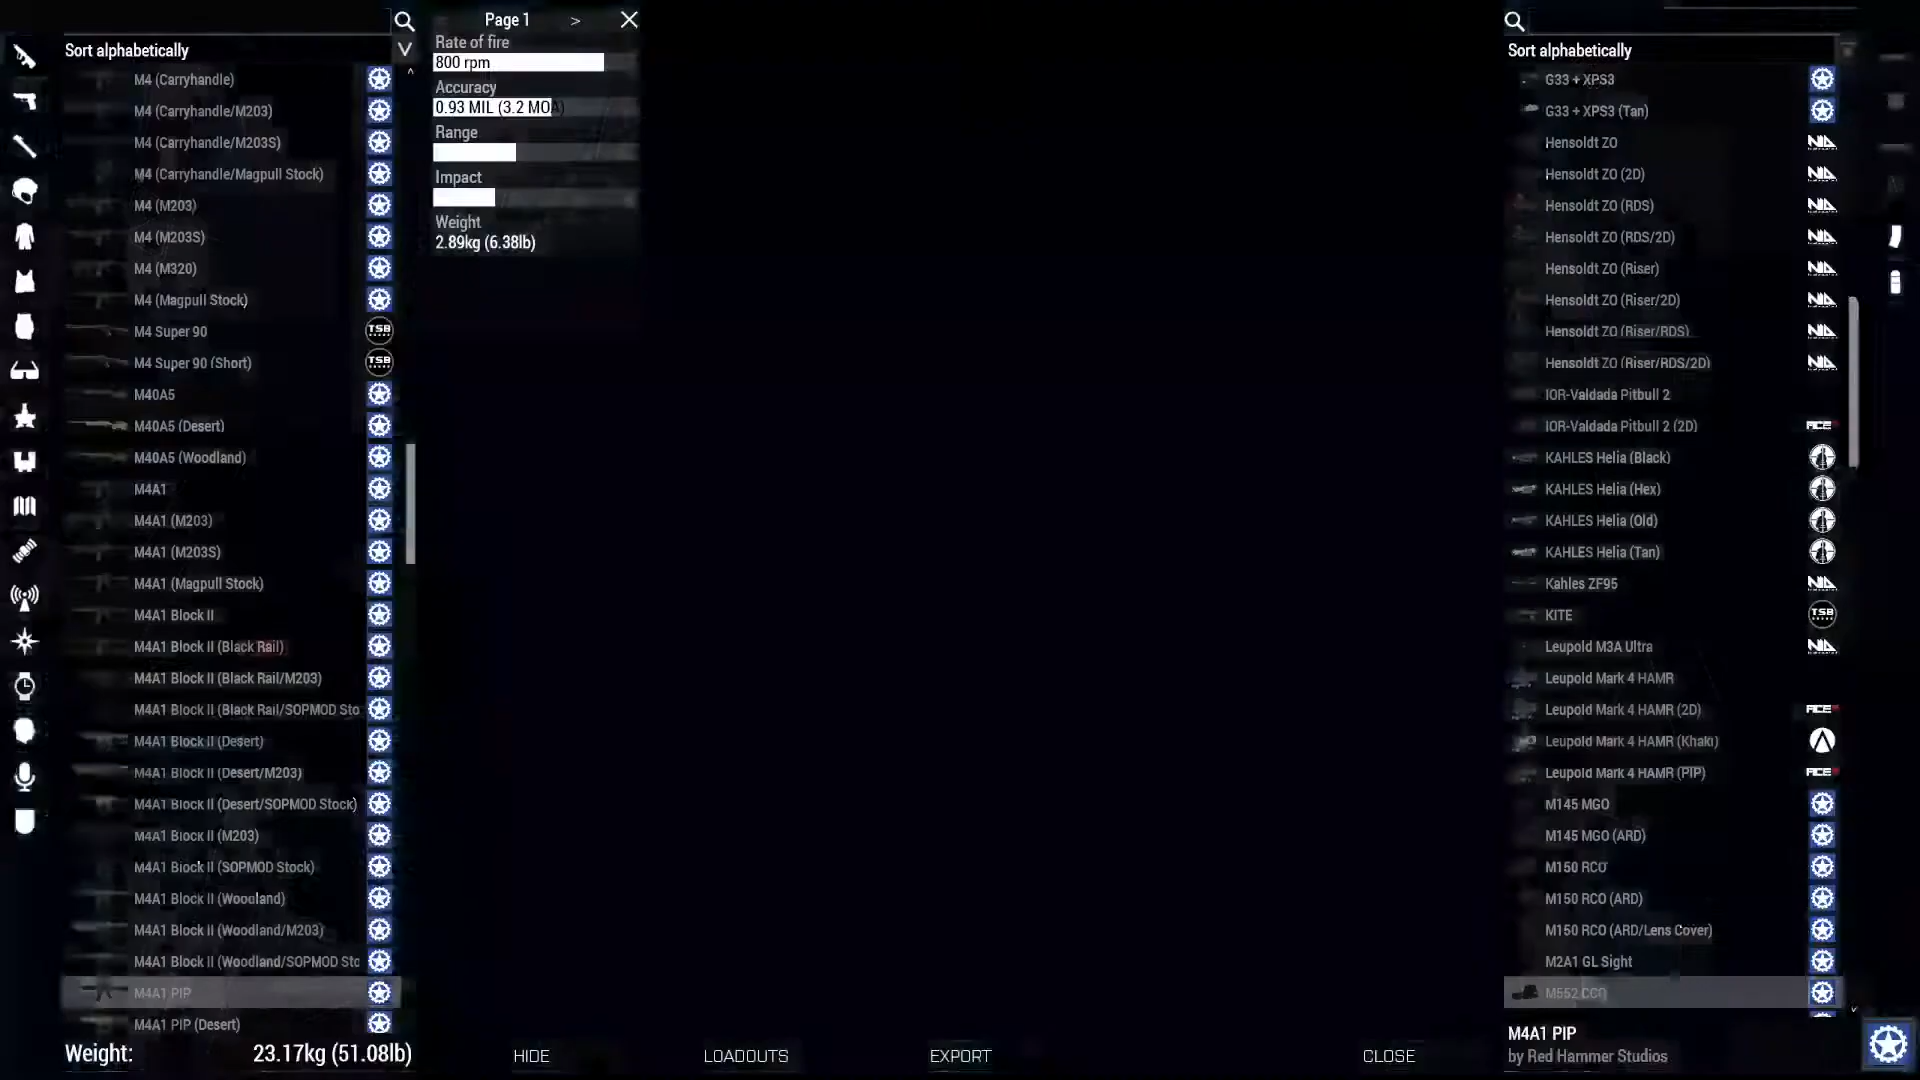 Sort alphabetically
V
M4 (Carryhandle)
M4 (Carryhandle/M203)
M4 (Carryhandle/M203S)
M4 (Carryhandle/Magpull Stock)
M4 (M203)
M4 (M203S)
M4 (M320)
M4 (Magpull Stock)
M4 Super 90
TSB
M4 Super 90 (Short)
TSB
M40A5
M40A5 (Desert)
M40A5 (Woodland)
M4A1
M4A1 (M203)
M4A1 (M203S)
M4A1 (Magpull Stock)
M4A1 Block II
M4A1 Block II (Black Rail)
M4A1 Block II (Black Rail/M203)
M4A1 Block II (Black Rail/SOPMOD Sto
M4A1 Block II (Desert)
M4A1 Block II (Desert/M203)
M4A1 Block II (Desert/SOPMOD Stock)
M4A1 Block II (M203)
M4A1 Block II (SOPMOD Stock)
M4A1 Block II (Woodland)
M4A1 Block II (Woodland/M203)
M4A1 Block II (Woodland/SOPMOD Sto
M4A1 PIP
M4A1 PIP (Desert)
Weight: 23.17kg (51.08lb)
Page 1 >
Rate of fire
800 rpm
Accuracy
0.93 MIL (3.2 MOA)
Range
Impact
Weight
2.89kg (6.38lb)
HIDE
LOADOUTS
EXPORT
CLOSE
Sort alphabetically
G33 + XPS3
G33 + XPS3 (Tan)
Hensoldt ZO
Hensoldt ZO (2D)
Hensoldt ZO (RDS)
Hensoldt ZO (RDS/2D)
Hensoldt ZO (Riser)
Hensoldt ZO (Riser/2D)
Hensoldt ZO (Riser/RDS)
Hensoldt ZO (Riser/RDS/2D)
IOR-Valdada Pitbull 2
IOR-Valdada Pitbull 2 (2D)
ACE
KAHLES Helia (Black)
KAHLES Helia (Hex)
KAHLES Helia (Old)
KAHLES Helia (Tan)
Kahles ZF95
KITE
TSB
Leupold M3A Ultra
Leupold Mark 4 HAMR
Leupold Mark 4 HAMR (2D)
ACE
Leupold Mark 4 HAMR (Khaki)
Leupold Mark 4 HAMR (PIP)
ACE
M145 MGO
M145 MGO (ARD)
M150 RCO
M150 RCO (ARD)
M150 RCO (ARD/Lens Cover)
M2A1 GL Sight
M552 CCO
M4A1 PIP
by Red Hammer Studios